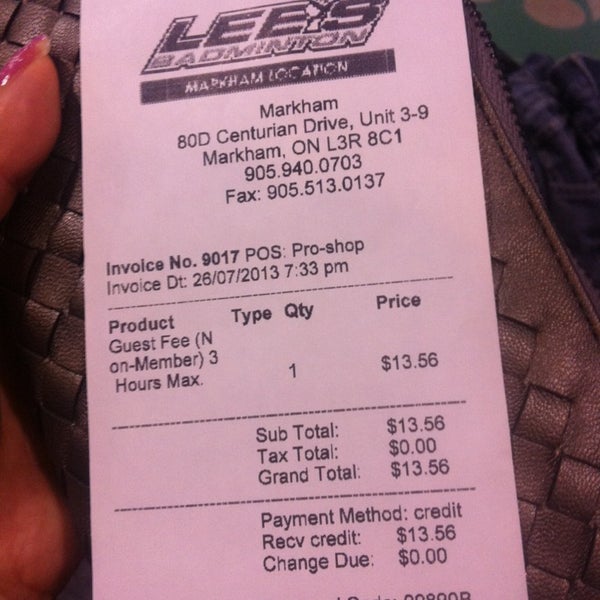 LEE'S
BADMINTON
MARKHAM LOCATION
Markham
80D Centurian Drive, Unit 3-9
Markham, ON L3R 8C1
905.940.0703
Fax: 905.513.0137
Invoice No. 9017 POS: Pro-shop
Invoice Dt: 26/07/2013 7:33 pm
Product Type Qty Price
Guest Fee (N
on-Member) 3
Hours Max. 1 $13.56
Sub Total: $13.56
Tax Total: $0.00
Grand Total: $13.56
Payment Method: credit
Recv credit: $13.56
Change Due: $0.00